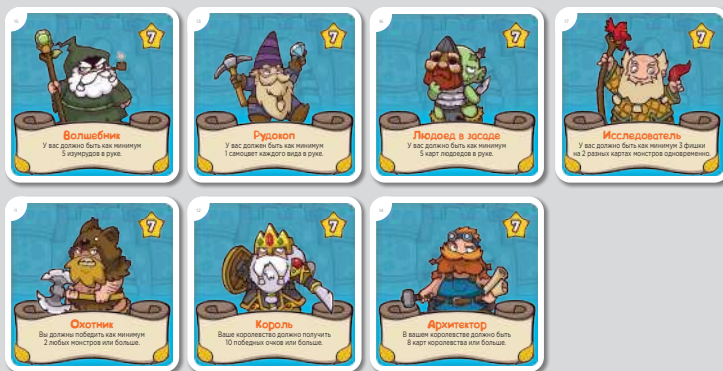 7
Волшебник
У вас должно быть как минимум
5 изумрудов в руке.
7
Рудокоп
У вас должен быть как минимум
1 самоцвет каждого вида в руке.
7
Людоед в засаде
У вас должно быть как минимум
5 карт людоедов в руке.
7
Исследователь
У вас должно быть как минимум 3 фишки
на 2 разных картах монстров одновременно.
7
Охотник
Вы должны победить как минимум
2 любых монстров или больше.
7
Король
Ваше королевство должно получить
10 победных очков или больше.
7
Архитектор
В вашем королевстве должно быть
8 карт королевства или больше.